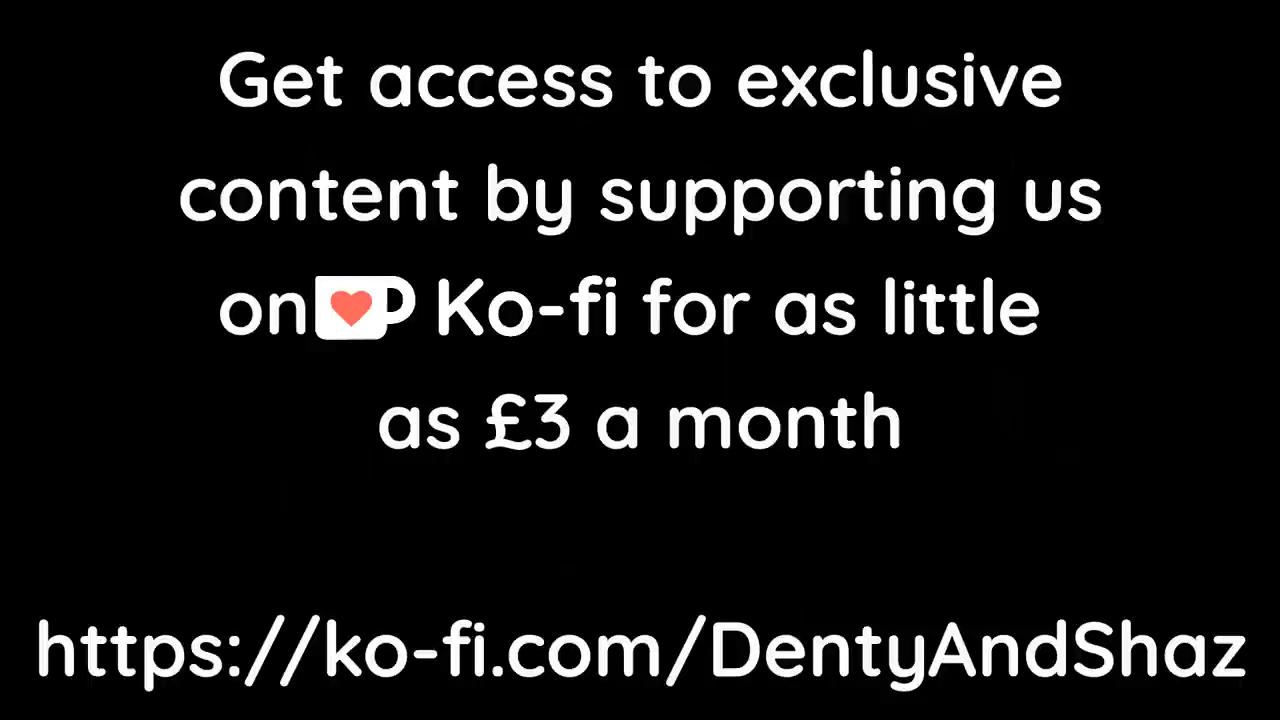 Get access to exclusive
content by supporting us
on Ko-fi for as little
as £3 a month
https://ko-fi.com/DentyAndShaz